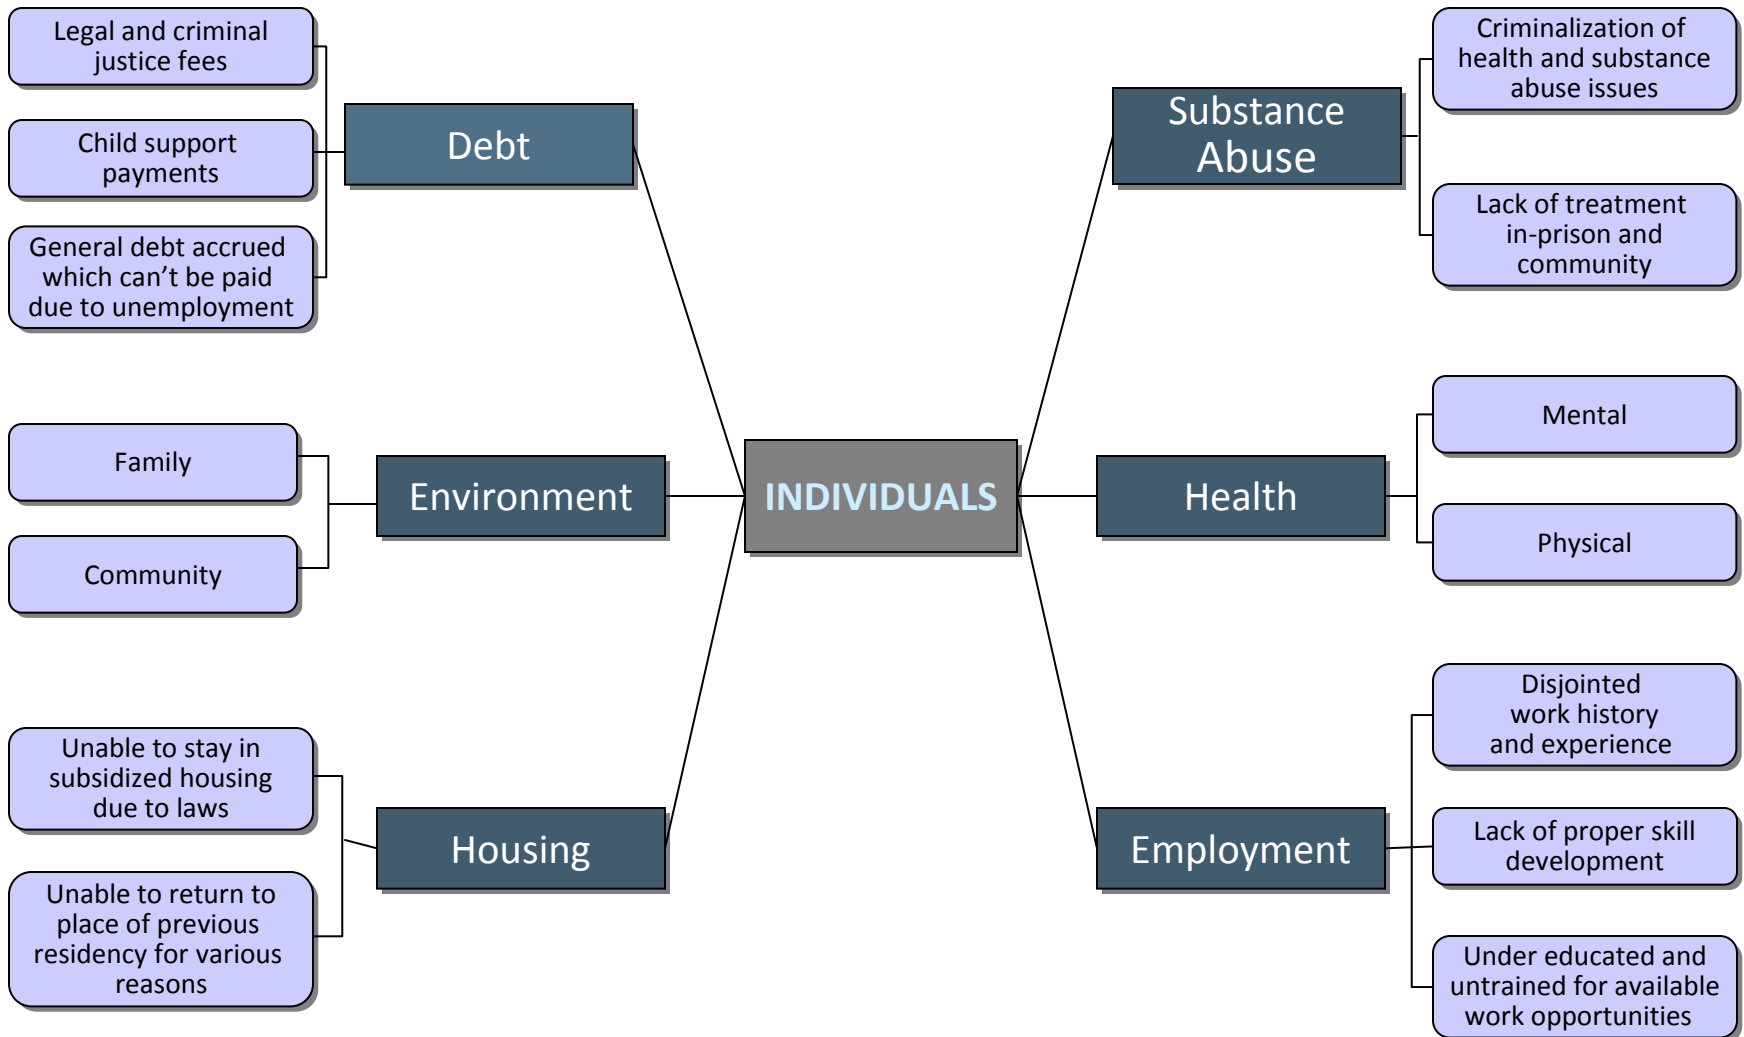 Legal and criminal
justice fees
Child support
payments
General debt accrued
which can't be paid
due to unemployment
Debt
Family
Community
Environment
Unable to stay in
subsidized housing
due to laws
Unable to return to
place of previous
residency for various
reasons
Housing
INDIVIDUALS
Substance
Abuse
Criminalization of
health and substance
abuse issues
Lack of treatment
in-prison and
community
Health
Mental
Physical
Employment
Disjointed
work history
and experience
Lack of proper skill
development
Under educated and
untrained for available
work opportunities